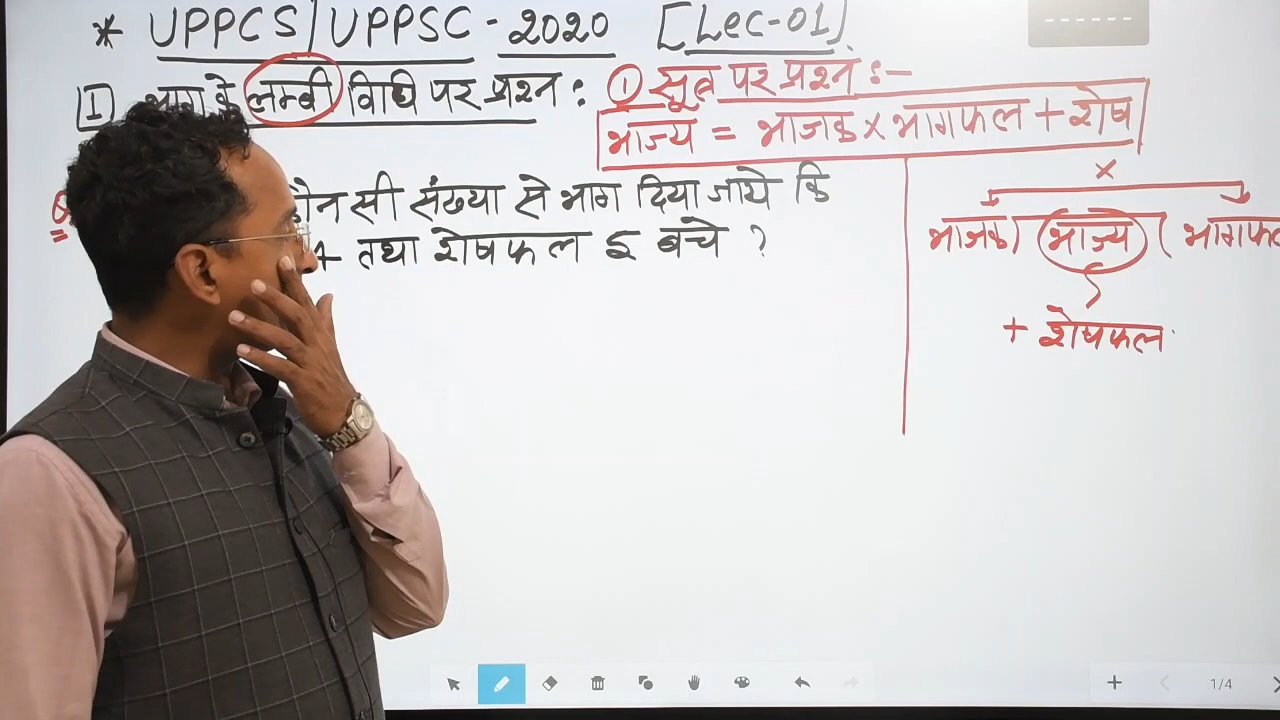 * UPPCS/UPPSC - 2020 [Lec-01]
I भाग के लम्बी विधि पर प्रश्न :
① सूत्र पर प्रश्न :-
भाज्य = भाजक × भागफल + शेष
सी संख्या से भाग दिया जाये कि
तथा शेषफल 5 बचे ?
×
भाजक) भाज्य (
+ शेषफल
1/4